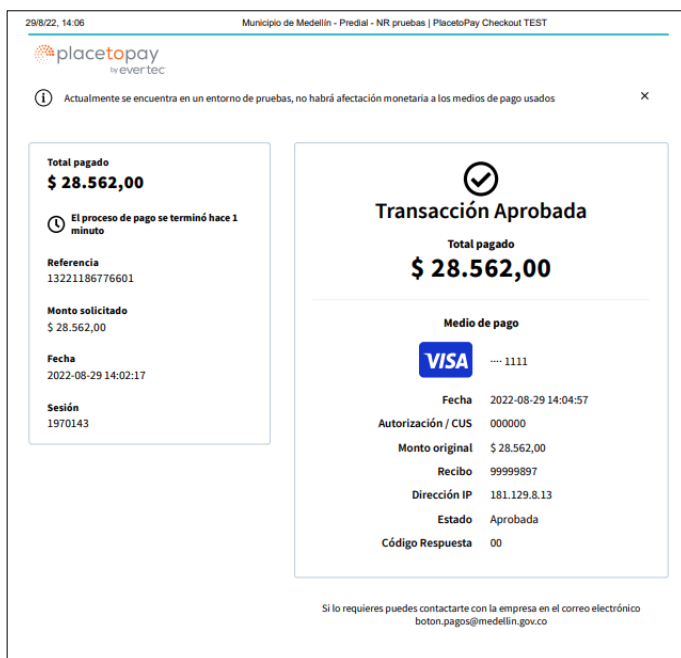 29/8/22, 14:06 Municipio de Medellín - Predial - NR pruebas | PlacetoPay Checkout TEST
placetopay
by evertec
Actualmente se encuentra en un entorno de pruebas, no habrá afectación monetaria a los medios de pago usados
Total pagado
$ 28.562,00
El proceso de pago se terminó hace 1
minuto
Referencia
13221186776601
Monto solicitado
$ 28.562,00
Fecha
2022-08-29 14:02:17
Sesión
1970143
Transacción Aprobada
Total pagado
$ 28.562,00
Medio de pago
VISA ···· 1111
Fecha 2022-08-29 14:04:57
Autorización / CUS 000000
Monto original $ 28.562,00
Recibo 99999897
Dirección IP 181.129.8.13
Estado Aprobada
Código Respuesta 00
Si lo requieres puedes contactarte con la empresa en el correo electrónico
boton.pagos@medellin.gov.co